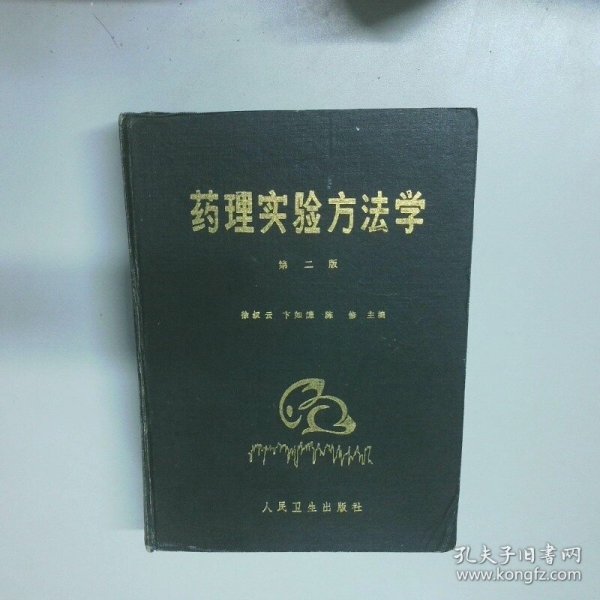 药理实验方法学
第二版
徐叔云 卞如濂 陈修 主编
人民卫生出版社
孔夫子旧书网
www.kongfz.com